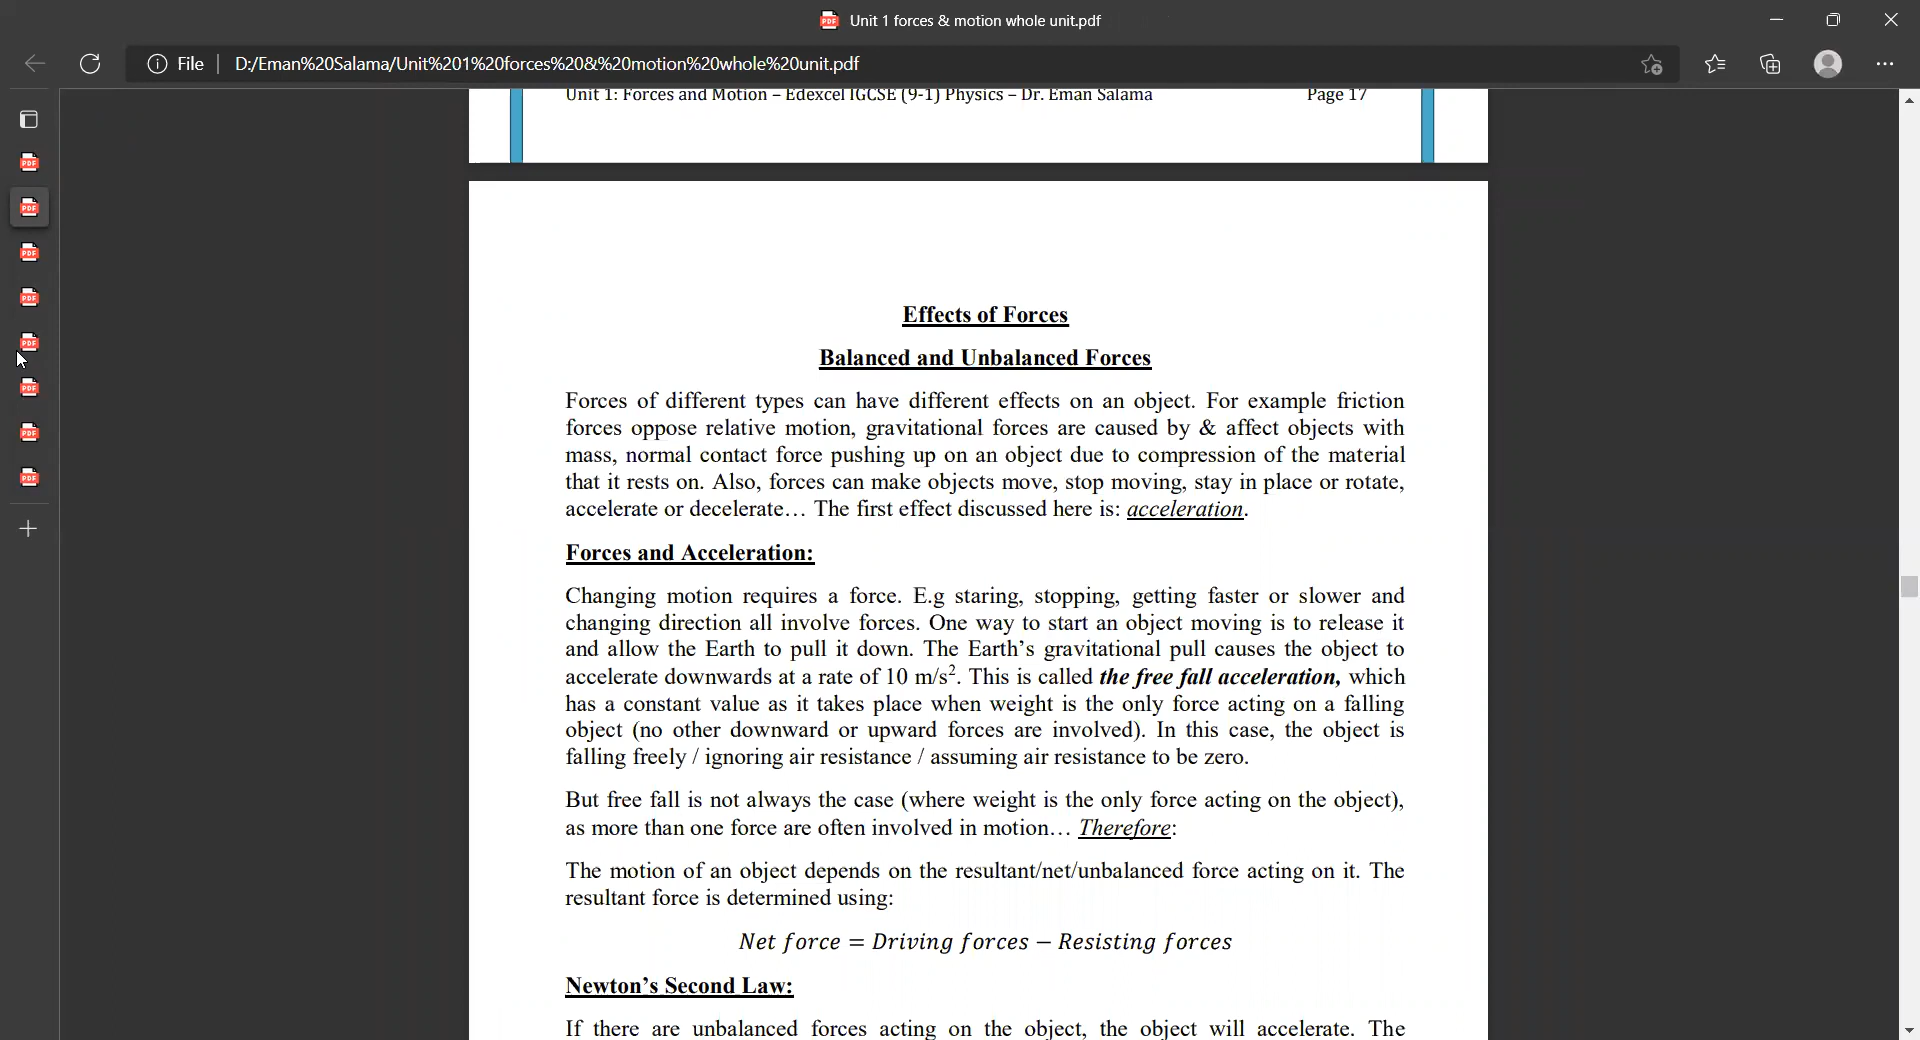 Unit 1 forces & motion whole unit.pdf
File
D:/Eman%20Salama/Unit%201%20forces%20&%20motion%20whole%20unit.pdf
Unit 1: Forces and Motion – Edexcel IGCSE (9-1) Physics – Dr. Eman Salama Page 17
Effects of Forces
Balanced and Unbalanced Forces
Forces of different types can have different effects on an object. For example friction
forces oppose relative motion, gravitational forces are caused by & affect objects with
mass, normal contact force pushing up on an object due to compression of the material
that it rests on. Also, forces can make objects move, stop moving, stay in place or rotate,
accelerate or decelerate… The first effect discussed here is: acceleration.
Forces and Acceleration:
Changing motion requires a force. E.g staring, stopping, getting faster or slower and
changing direction all involve forces. One way to start an object moving is to release it
and allow the Earth to pull it down. The Earth's gravitational pull causes the object to
accelerate downwards at a rate of 10 m/s². This is called the free fall acceleration, which
has a constant value as it takes place when weight is the only force acting on a falling
object (no other downward or upward forces are involved). In this case, the object is
falling freely / ignoring air resistance / assuming air resistance to be zero.
But free fall is not always the case (where weight is the only force acting on the object),
as more than one force are often involved in motion… Therefore:
The motion of an object depends on the resultant/net/unbalanced force acting on it. The
resultant force is determined using:
Net force = Driving forces − Resisting forces
Newton's Second Law:
If there are unbalanced forces acting on the object, the object will accelerate. The